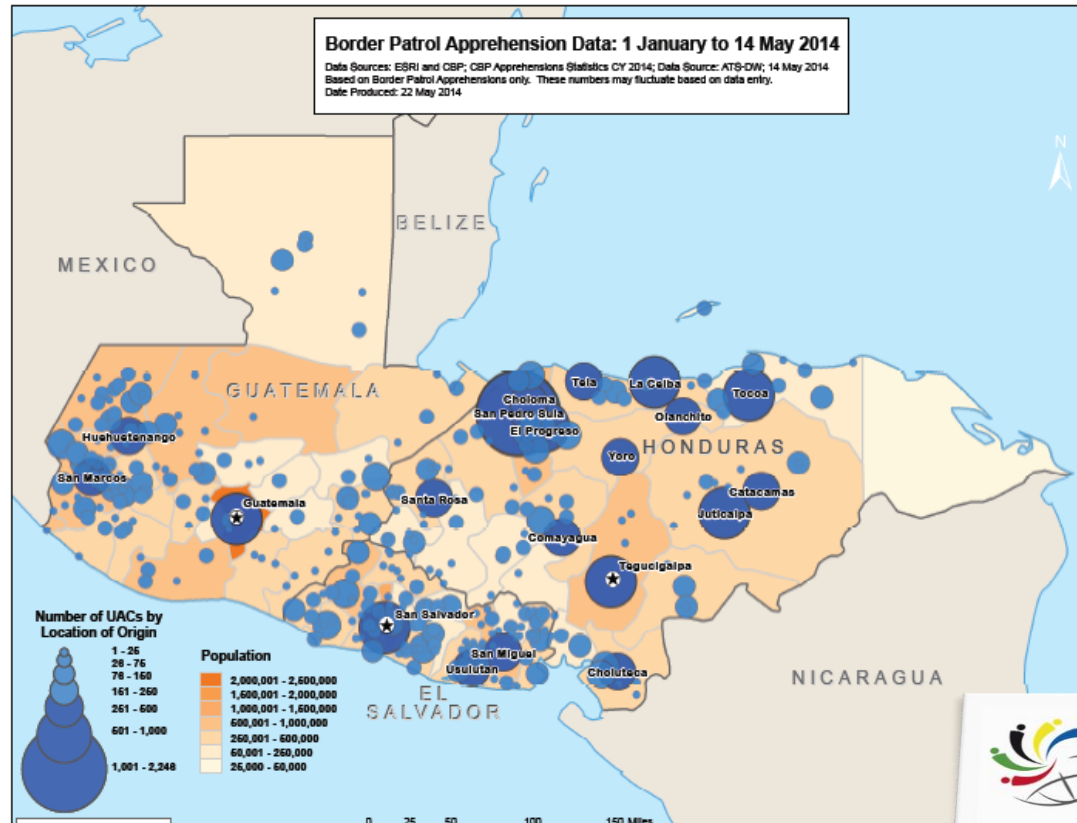 Border Patrol Apprehension Data: 1 January to 14 May 2014
Data Sources: ESRI and CBP; CBP Apprehensions Statistics CY 2014; Data Source: ATS-DW; 14 May 2014
Based on Border Patrol Apprehensions only. These numbers may fluctuate based on data entry.
Date Produced: 22 May 2014
N
BELIZE
MEXICO
GUATEMALA
Tela
La Ceiba
Choloma
Tocoa
San Pedro Sula
Olanchito
El Progreso
Huehuetenango
HONDURAS
Yoro
San Marcos
Catacamas
Santa Rosa
Guatemala
Juticalpa
Comayagua
Tegucigalpa
San Salvador
San Miguel
Usulutan
Choluteca
NICARAGUA
EL
SALVADOR
Number of UACs by
Location of Origin
1 - 25
26 - 75
76 - 150
151 - 250
251 - 500
501 - 1,000
1,001 - 2,246
Population
2,000,001 - 2,500,000
1,500,001 - 2,000,000
1,000,001 - 1,500,000
500,001 - 1,000,000
250,001 - 500,000
50,001 - 250,000
25,000 - 50,000
0 25 50 100 150 Miles